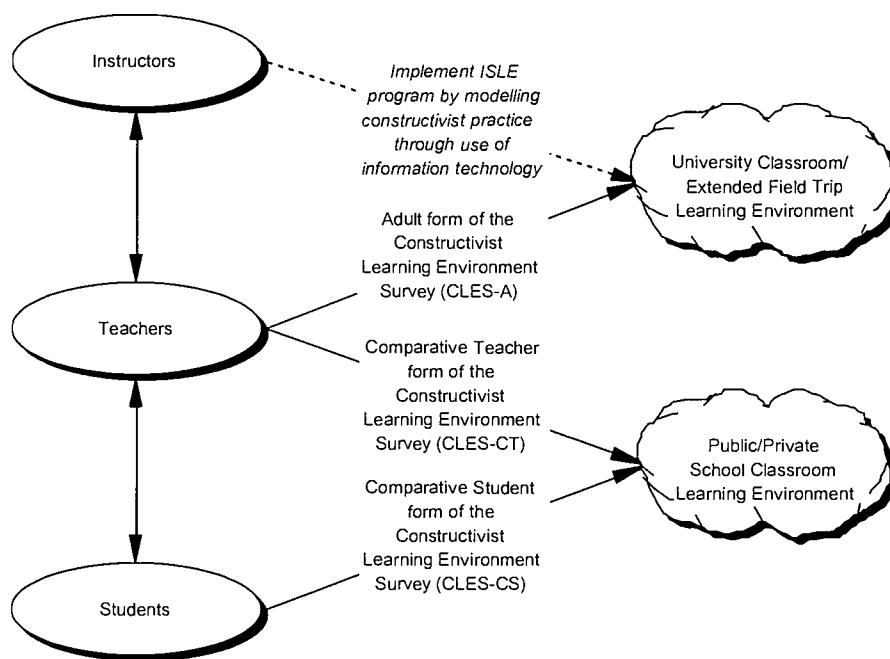 Instructors
Implement ISLE
program by modelling
constructivist practice
through use of
information technology
University Classroom/
Extended Field Trip
Learning Environment
Adult form of the
Constructivist
Learning Environment
Survey (CLES-A)
Teachers
Comparative Teacher
form of the
Constructivist
Learning Environment
Survey (CLES-CT)
Public/Private
School Classroom
Learning Environment
Comparative Student
form of the
Constructivist
Learning Environment
Survey (CLES-CS)
Students